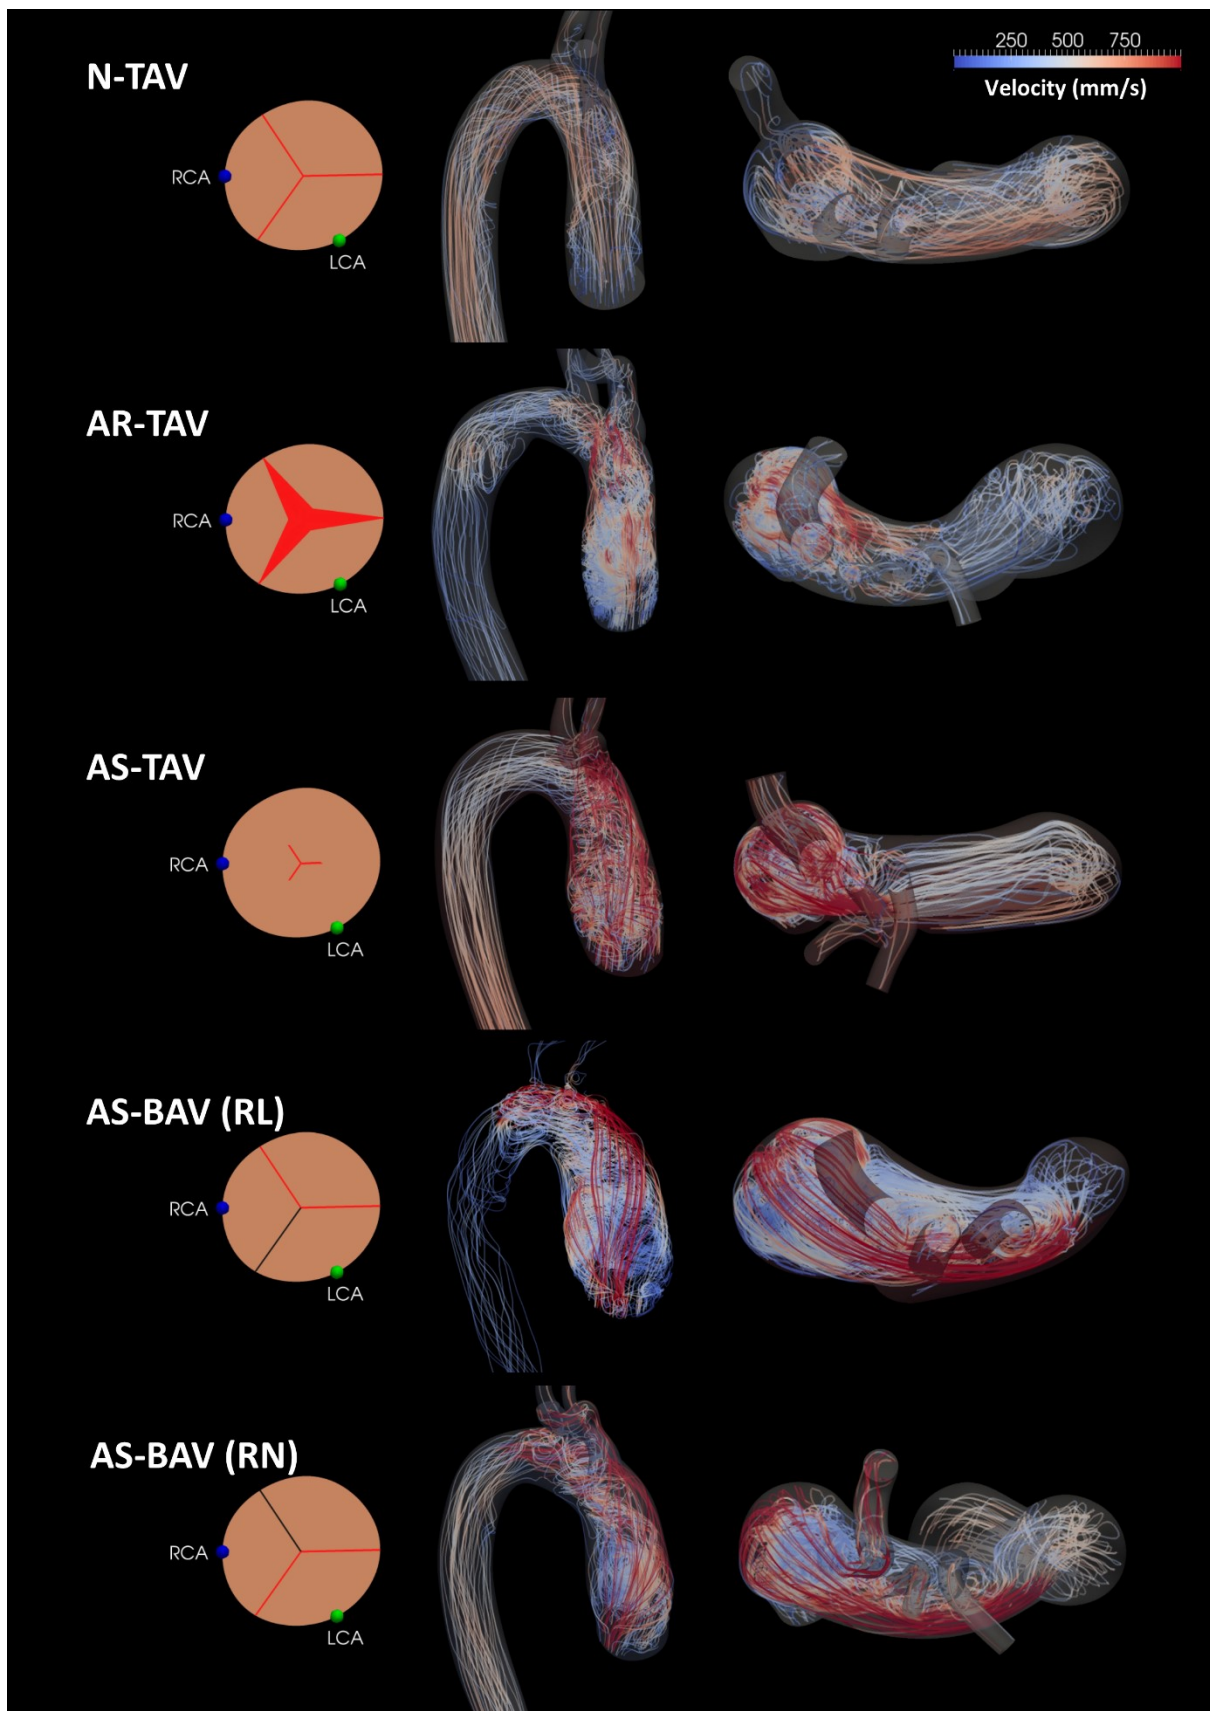 N-TAV
250 500 750
Velocity (mm/s)
RCA
LCA
AR-TAV
RCA
LCA
AS-TAV
RCA
LCA
AS-BAV (RL)
RCA
LCA
AS-BAV (RN)
RCA
LCA